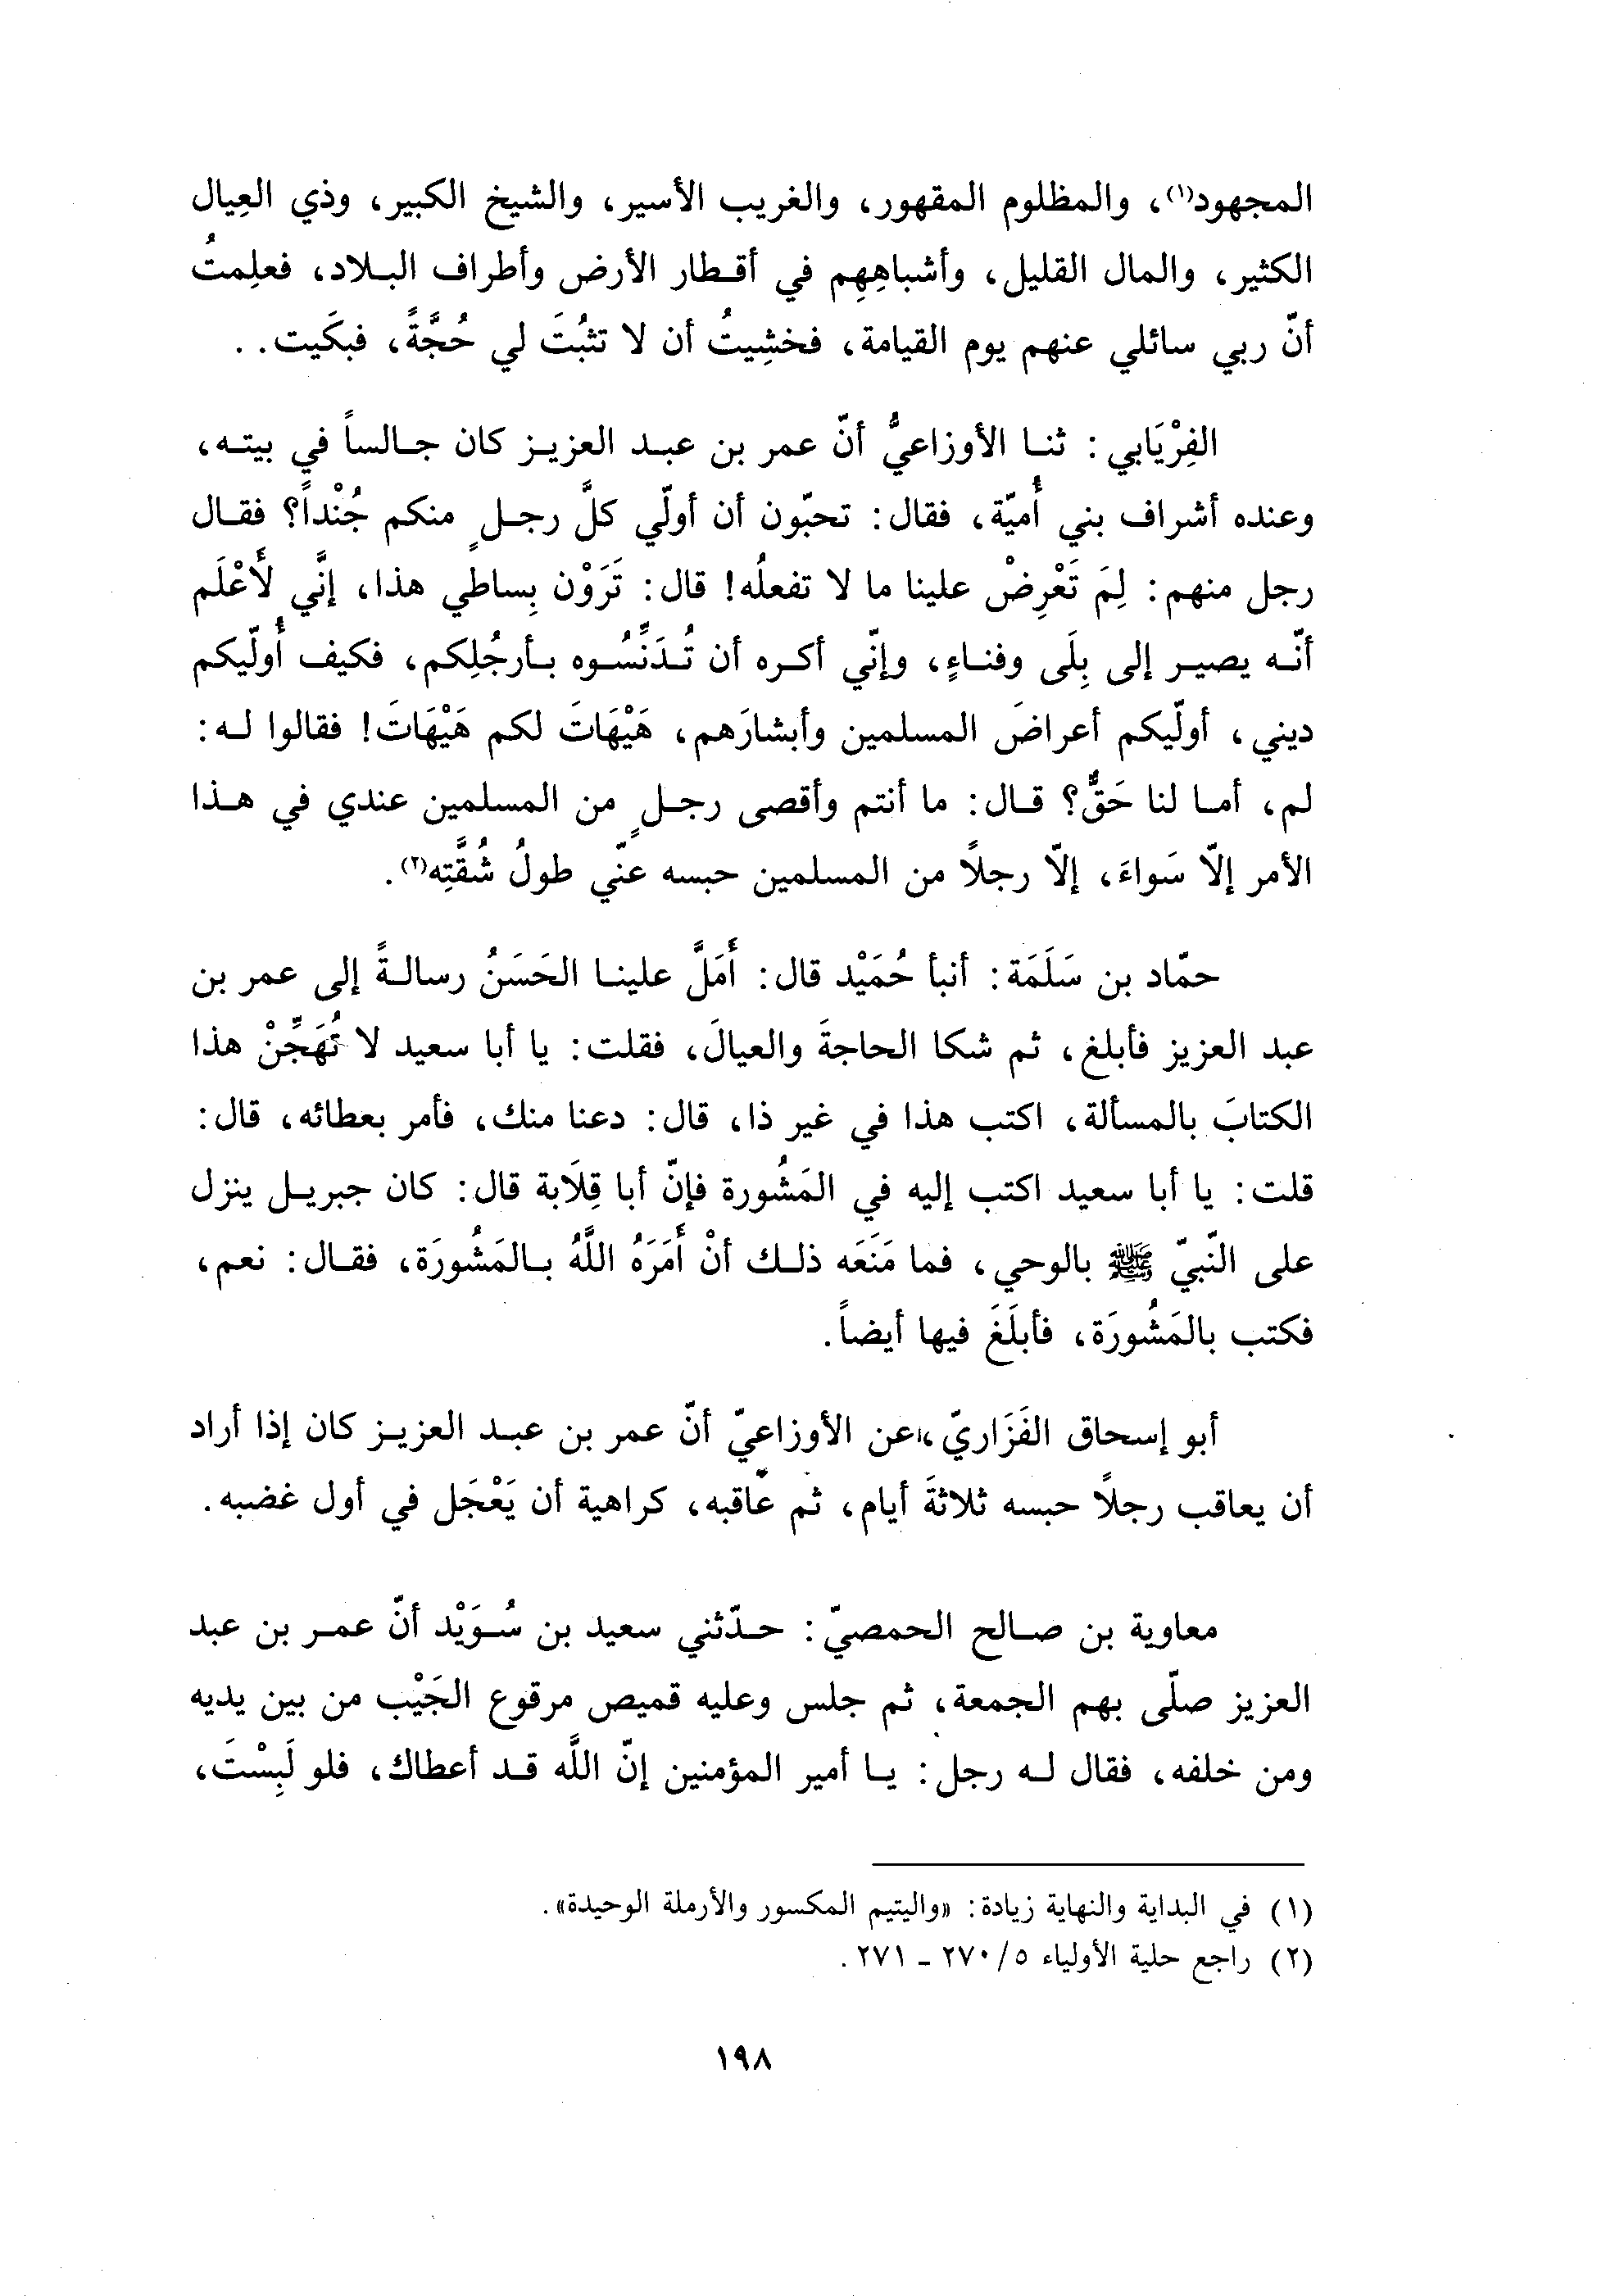 المجهود(١)، والمظلوم المقهور، والغريب الأسير، والشيخ الكبير، وذي العِيال
الكثير، والمال القليل، وأشباهِهِم في أقطار الأرض وأطراف البلاد، فعلِمتُ
أنّ ربي سائلي عنهم يوم القيامة، فخشِيتُ أن لا تثبُتَ لي حُجَّةً، فبكَيت. .
الفِرْيَابي: ثنا الأوزاعيُّ أنّ عمر بن عبد العزيز كان جالساً في بيته،
وعنده أشراف بني أُميّة، فقال: تحبّون أن أولّي كلَّ رجلٍ منكم جُنْداً؟ فقال
رجل منهم: لِمَ تَعْرِضْ علينا ما لا تفعلُه! قال: تَرَوْن بِساطي هذا، إنَّي لأَعْلَم
أنّه يصير إلى بِلَى وفناءٍ، وإنّي أكره أن تُدَنِّسُوه بأرجُلِكم، فكيف أُولّيكم
ديني، أولّيكم أعراضَ المسلمين وأبشارَهم، هَيْهَاتَ لكم هَيْهَاتَ! فقالوا له:
لم، أما لنا حَقٌّ؟ قال: ما أنتم وأقصى رجلٍ من المسلمين عندي في هذا
الأمر إلّا سَواءَ، إلّا رجلاً من المسلمين حبسه عنّي طولُ شُقَّتِه(٢).
حمّاد بن سَلَمَة: أنبأ حُمَيْد قال: أَمَلَّ علينا الحَسَنُ رسالةً إلى عمر بن
عبد العزيز فأبلغ، ثم شكا الحاجةَ والعيالَ، فقلت: يا أبا سعيد لا تُهَجِّنْ هذا
الكتابَ بالمسألة، اكتب هذا في غير ذا، قال: دعنا منك، فأمر بعطائه، قال:
قلت: يا أبا سعيد اكتب إليه في المَشُورة فإنّ أبا قِلَابة قال: كان جبريل ينزل
على النّبيّ ﷺ بالوحي، فما مَنَعَه ذلك أنْ أَمَرَهُ اللَّهُ بالمَشُورَة، فقال: نعم،
فكتب بالمَشُورَة، فأبلَغَ فيها أيضاً.
أبو إسحاق الفَزَاريّ، عن الأوزاعيّ أنّ عمر بن عبد العزيز كان إذا أراد
أن يعاقب رجلاً حبسه ثلاثةَ أيام، ثم عاقبه، كراهية أن يَعْجَل في أول غضبه.
معاوية بن صالح الحمصيّ: حدّثني سعيد بن سُوَيْد أنّ عمر بن عبد
العزيز صلّى بهم الجمعة، ثم جلس وعليه قميص مرقوع الجَيْب من بين يديه
ومن خلفه، فقال له رجل: يا أمير المؤمنين إنّ اللَّه قد أعطاك، فلو لَبِسْتَ،
(١) في البداية والنهاية زيادة: «واليتيم المكسور والأرملة الوحيدة».
(٢) راجع حلية الأولياء ٥/ ٢٧٠ - ٢٧١.
١٩٨